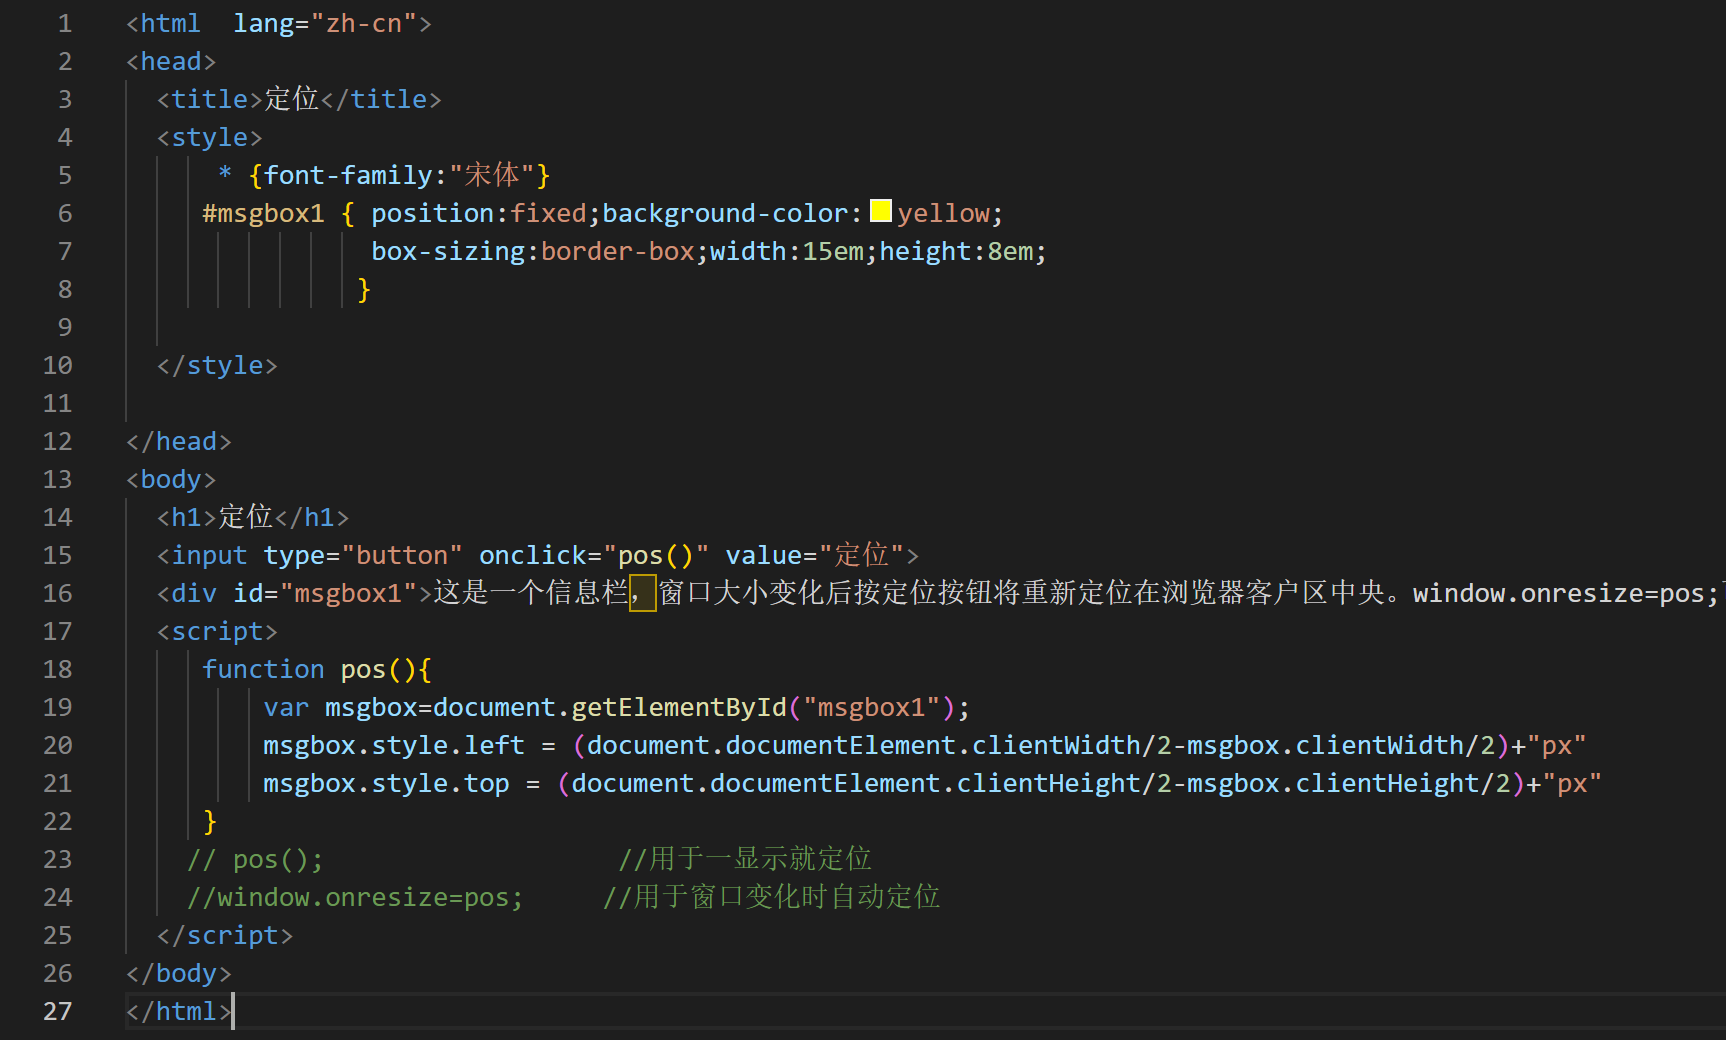 1 <html  lang="zh-cn">
2 <head>
3   <title>定位</title>
4   <style>
5       * {font-family:"宋体"}
6      #msgbox1 { position:fixed;background-color:yellow;
7                 box-sizing:border-box;width:15em;height:8em;
8                }
9
10   </style>
11
12 </head>
13 <body>
14   <h1>定位</h1>
15   <input type="button" onclick="pos()" value="定位">
16   <div id="msgbox1">这是一个信息栏，窗口大小变化后按定位按钮将重新定位在浏览器客户区中央。window.onresize=pos;
17   <script>
18      function pos(){
19          var msgbox=document.getElementById("msgbox1");
20          msgbox.style.left = (document.documentElement.clientWidth/2-msgbox.clientWidth/2)+"px"
21          msgbox.style.top = (document.documentElement.clientHeight/2-msgbox.clientHeight/2)+"px"
22      }
23     // pos();                   //用于一显示就定位
24     //window.onresize=pos;     //用于窗口变化时自动定位
25   </script>
26 </body>
27 </html>